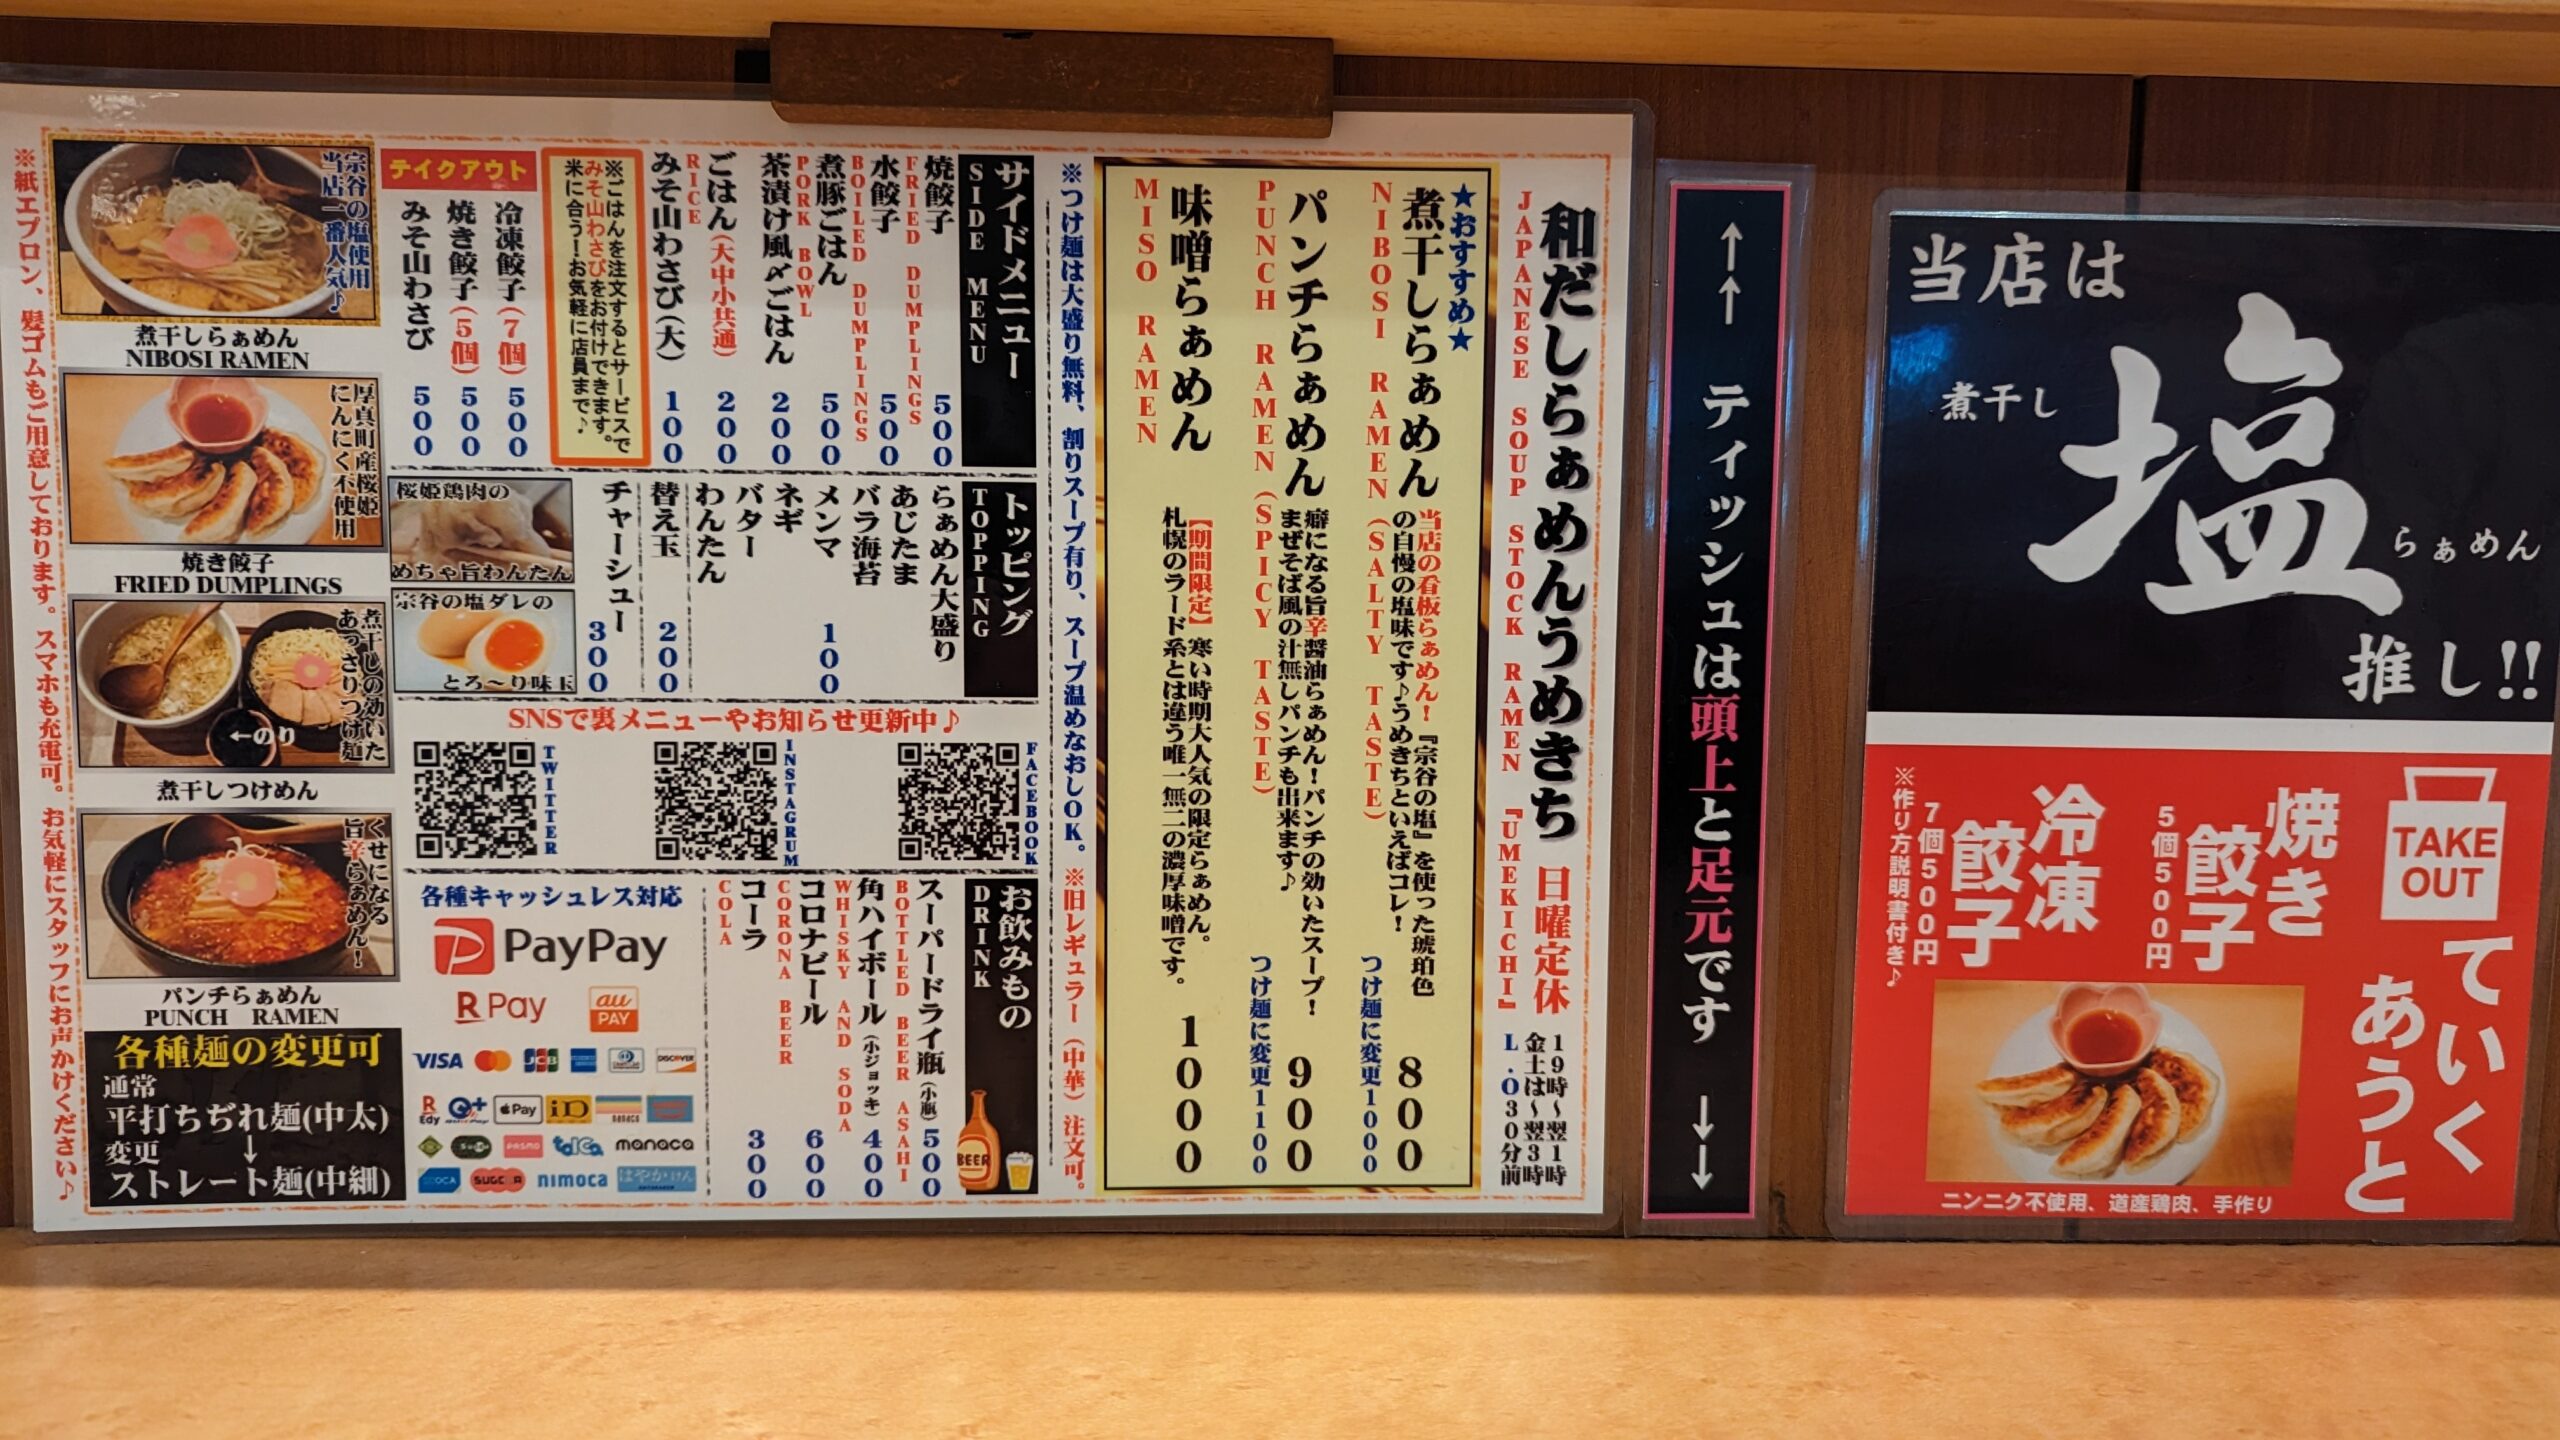 和だしらぁめんうめきち
JAPANESE SOUP STOCK RAMEN 『UMEKICHI』
日曜定休
19時〜翌1時
金土は〜翌3時
L.O30分前
★おすすめ★
煮干しらぁめん
NIBOSI RAMEN (SALTY TASTE)
当店の看板らぁめん!『宗谷の塩』を使った琥珀色
の自慢の塩味です♪うめきちといえばコレ!
800
つけ麺に変更1000
パンチらぁめん
PUNCH RAMEN (SPICY TASTE)
癖になる旨辛醤油らぁめん!パンチの効いたスープ!
まぜそば風の汁無しパンチも出来ます♪
900
つけ麺に変更1100
味噌らぁめん
MISO RAMEN
【期間限定】寒い時期大人気の限定らぁめん。
札幌のラード系とは違う唯一無二の濃厚味噌です。
1000
※つけ麺は大盛り無料、割りスープ有り、スープ温めなおしOK。
※旧レギュラー(中華)注文可。
サイドメニュー
SIDE MENU
焼餃子 500
FRIED DUMPLINGS
水餃子 500
BOILED DUMPLINGS
煮豚ごはん 500
PORK BOWL
茶漬け風〆ごはん 200
ごはん(大中小共通) 200
RICE
みそ山わさび(大) 100
※ごはんを注文するとサービスで
みそ山わさびをお付けできます。
米に合う!お気軽に店員まで♪
テイクアウト
冷凍餃子(7個) 500
焼き餃子(5個) 500
みそ山わさび 500
トッピング
TOPPING
らぁめん大盛り
あじたま
バラ海苔
メンマ
ネギ
バター
わんたん
100
替え玉 200
チャーシュー 300
桜姫鶏肉の
めちゃ旨わんたん
宗谷の塩ダレの
とろ〜り味玉
SNSで裏メニューやお知らせ更新中♪
FACEBOOK
INSTAGRUM
TWITTER
お飲みもの
DRINK
BEER
スーパードライ瓶(小瓶) 500
BOTTLED BEER ASAHI
角ハイボール(小ジョッキ) 400
WHISKY AND SODA
コロナビール 600
CORONA BEER
コーラ 300
COLA
各種キャッシュレス対応
PayPay
R Pay
au PAY
VISA
JCB
DISCOVER
Edy
Pay
iD
nanaco
PASMO
toica
manaca
ICOCA
SUGOCA
nimoca
はやかけん
宗谷の塩使用
当店一番人気♪
煮干しらぁめん
NIBOSI RAMEN
厚真町産桜姫
にんにく不使用
焼き餃子
FRIED DUMPLINGS
煮干しの効いた
あっさりつけ麺
←のり
煮干しつけめん
くせになる
旨辛らぁめん!
パンチらぁめん
PUNCH RAMEN
各種麺の変更可
通常
平打ちぢれ麺(中太)
変更 ↓
ストレート麺(中細)
※紙エプロン、髪ゴムもご用意しております。スマホも充電可。お気軽にスタッフにお声かけください♪
↑↑ ティッシュは頭上と足元です ↓↓
当店は
煮干し
塩
らぁめん
推し!!
TAKE
OUT
ていく
あうと
焼き
餃子
5個500円
冷凍
餃子
7個500円
※作り方説明書付き♪
ニンニク不使用、道産鶏肉、手作り